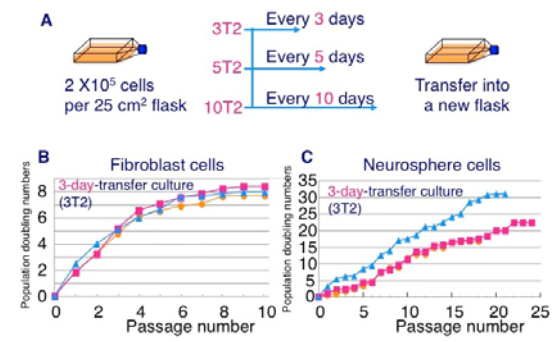 A
3T2 Every 3 days
5T2 Every 5 days
10T2 Every 10 days
2 X10⁵ cells
per 25 cm² flask
Transfer into
a new flask
B
Fibroblast cells
3-day-transfer culture
(3T2)
Population doubling numbers
8
6
4
2
0
0 2 4 6 8 10
Passage number
C
Neurosphere cells
3-day-transfer culture
(3T2)
Population doubling numbers
35
30
25
20
15
10
5
0
0 5 10 15 20 25
Passage number